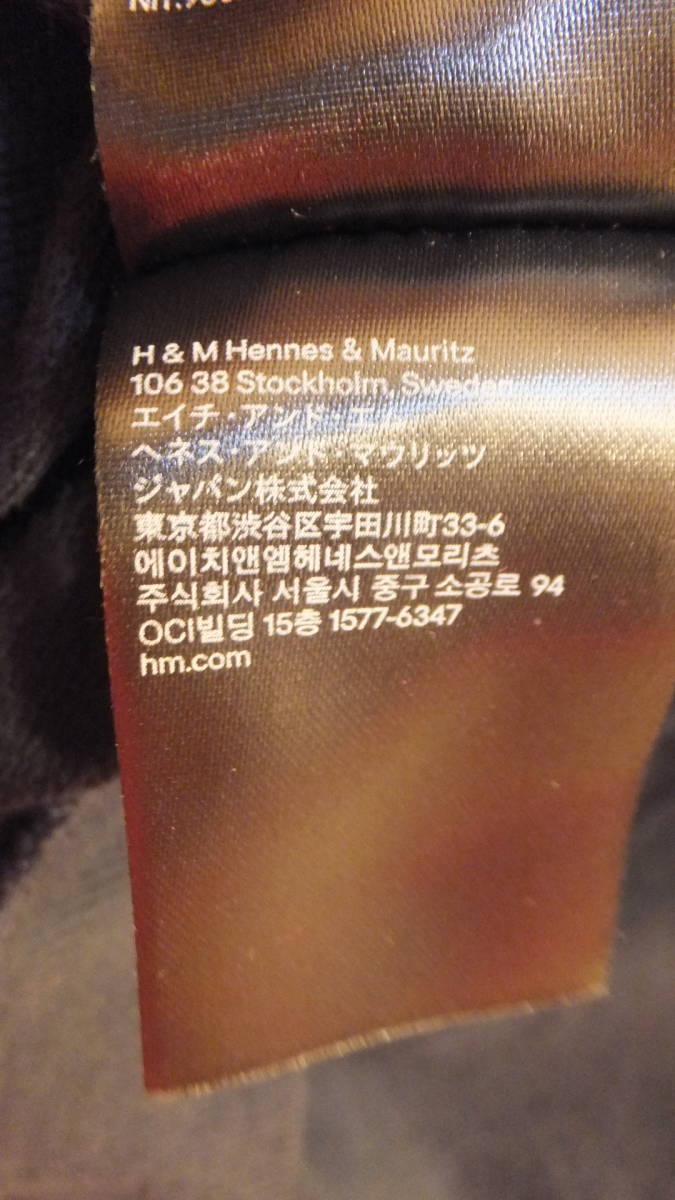 H & M Hennes & Mauritz
106 38 Stockholm, Sweden
エイチ・アンド・エム
ヘネス・アンド・マウリッツ
ジャパン株式会社
東京都渋谷区宇田川町33-6
에이치앤엠헤네스앤모리츠
주식회사 서울시 중구 소공로 94
OCI빌딩 15층 1577-6347
hm.com